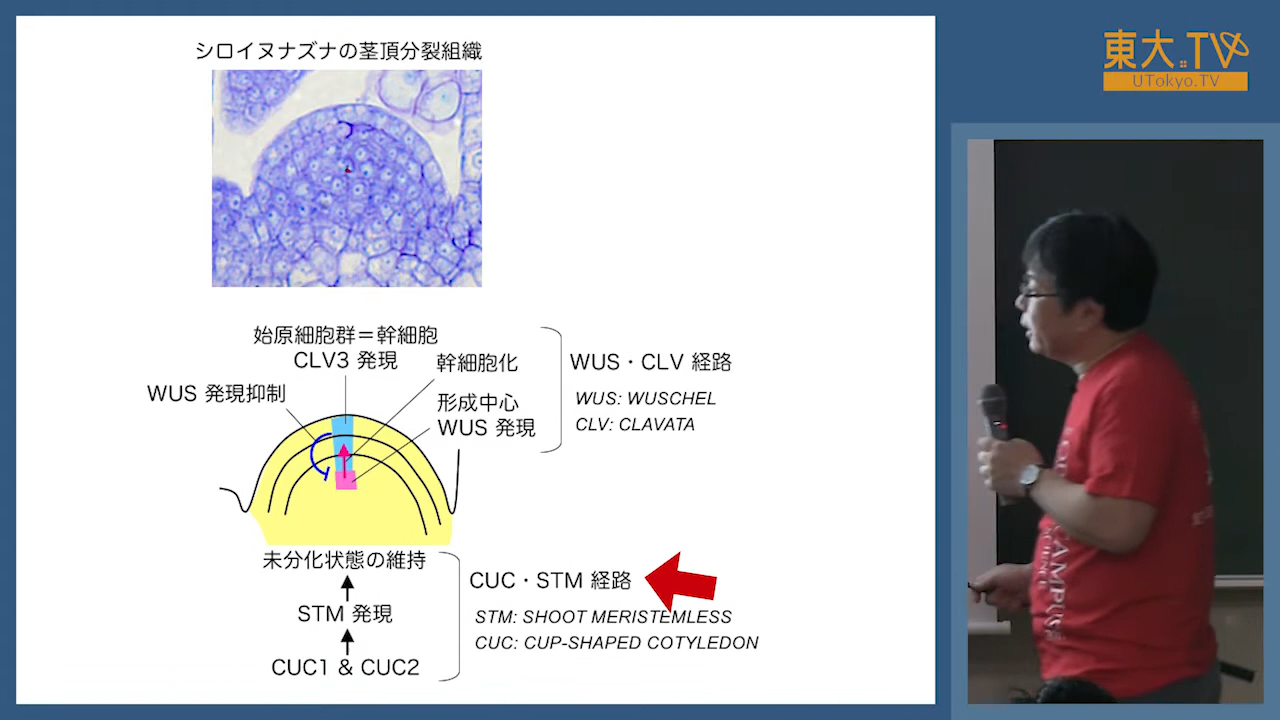 シロイヌナズナの茎頂分裂組織
東大.TV
UTokyo.TV
始原細胞群＝幹細胞
CLV3 発現
幹細胞化
WUS 発現抑制
形成中心
WUS 発現
WUS・CLV 経路
WUS: WUSCHEL
CLV: CLAVATA
未分化状態の維持
STM 発現
CUC1 & CUC2
CUC・STM 経路
STM: SHOOT MERISTEMLESS
CUC: CUP-SHAPED COTYLEDON